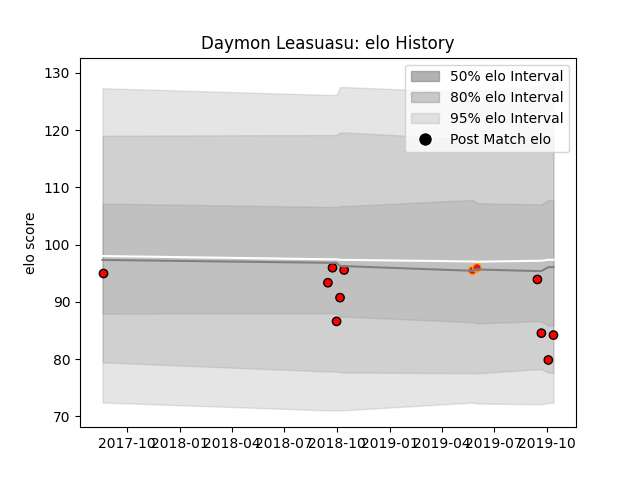 Daymon Leasuasu: elo History
130
120
110
100
90
80
70
elo score
50% elo Interval
80% elo Interval
95% elo Interval
Post Match elo
2017-10 2018-01 2018-04 2018-07 2018-10 2019-01 2019-04 2019-07 2019-10